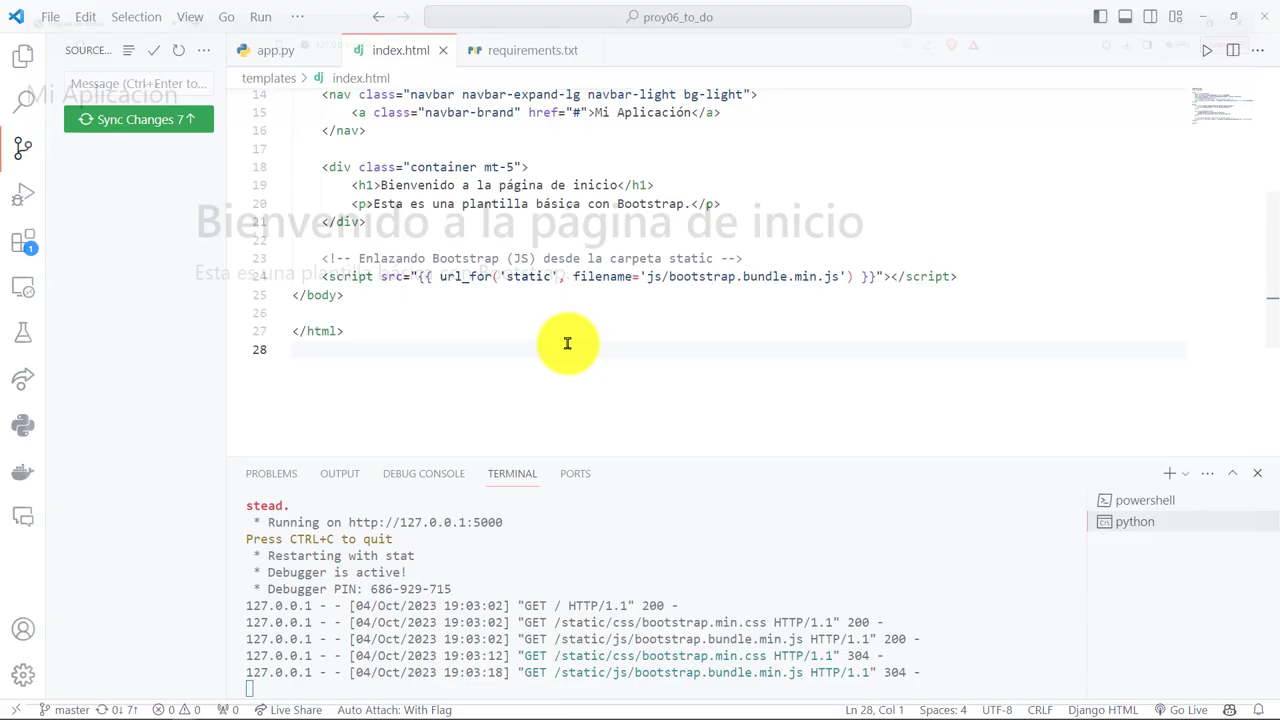 File Edit Selection View Go Run ··· proy06_to_do
SOURCE... app.py index.html requirements.txt
Message (Ctrl+Enter to...
Sync Changes 7↑
Mi Aplicación
templates > index.html
14 <nav class="navbar navbar-expand-lg navbar-light bg-light">
15 <a class="navbar-brand" href="#">Mi Aplicación</a>
16 </nav>
17
18 <div class="container mt-5">
19 <h1>Bienvenido a la página de inicio</h1>
20 <p>Esta es una plantilla básica con Bootstrap.</p>
Bienvenido a la página de inicio
21 </div>
22
23 <!-- Enlazando Bootstrap (JS) desde la carpeta static -->
Esta es una plantilla básica con Bootstrap.
24 <script src="{{ url_for('static', filename='js/bootstrap.bundle.min.js') }}"></script>
25 </body>
26
27 </html>
28
1
PROBLEMS OUTPUT DEBUG CONSOLE TERMINAL PORTS
powershell
python
stead.
* Running on http://127.0.0.1:5000
Press CTRL+C to quit
* Restarting with stat
* Debugger is active!
* Debugger PIN: 686-929-715
127.0.0.1 - - [04/Oct/2023 19:03:02] "GET / HTTP/1.1" 200 -
127.0.0.1 - - [04/Oct/2023 19:03:02] "GET /static/css/bootstrap.min.css HTTP/1.1" 200 -
127.0.0.1 - - [04/Oct/2023 19:03:02] "GET /static/js/bootstrap.bundle.min.js HTTP/1.1" 200 -
127.0.0.1 - - [04/Oct/2023 19:03:12] "GET /static/css/bootstrap.min.css HTTP/1.1" 304 -
127.0.0.1 - - [04/Oct/2023 19:03:18] "GET /static/js/bootstrap.bundle.min.js HTTP/1.1" 304 -
master 0↓ 7↑ 0 0 0 Live Share Auto Attach: With Flag Ln 28, Col 1 Spaces: 4 UTF-8 CRLF Django HTML Go Live